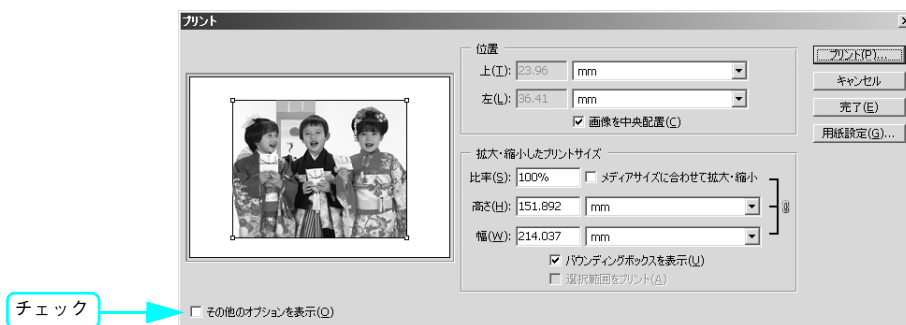 プリント
位置
上(T): 23.96 mm
左(L): 36.41 mm
画像を中央配置(C)
拡大・縮小したプリントサイズ
比率(S): 100% メディアサイズに合わせて拡大・縮小
高さ(H): 151.892 mm
幅(W): 214.037 mm
バウンディングボックスを表示(U)
選択範囲をプリント(A)
プリント(P)...
キャンセル
完了(E)
用紙設定(G)...
チェック
その他のオプションを表示(O)